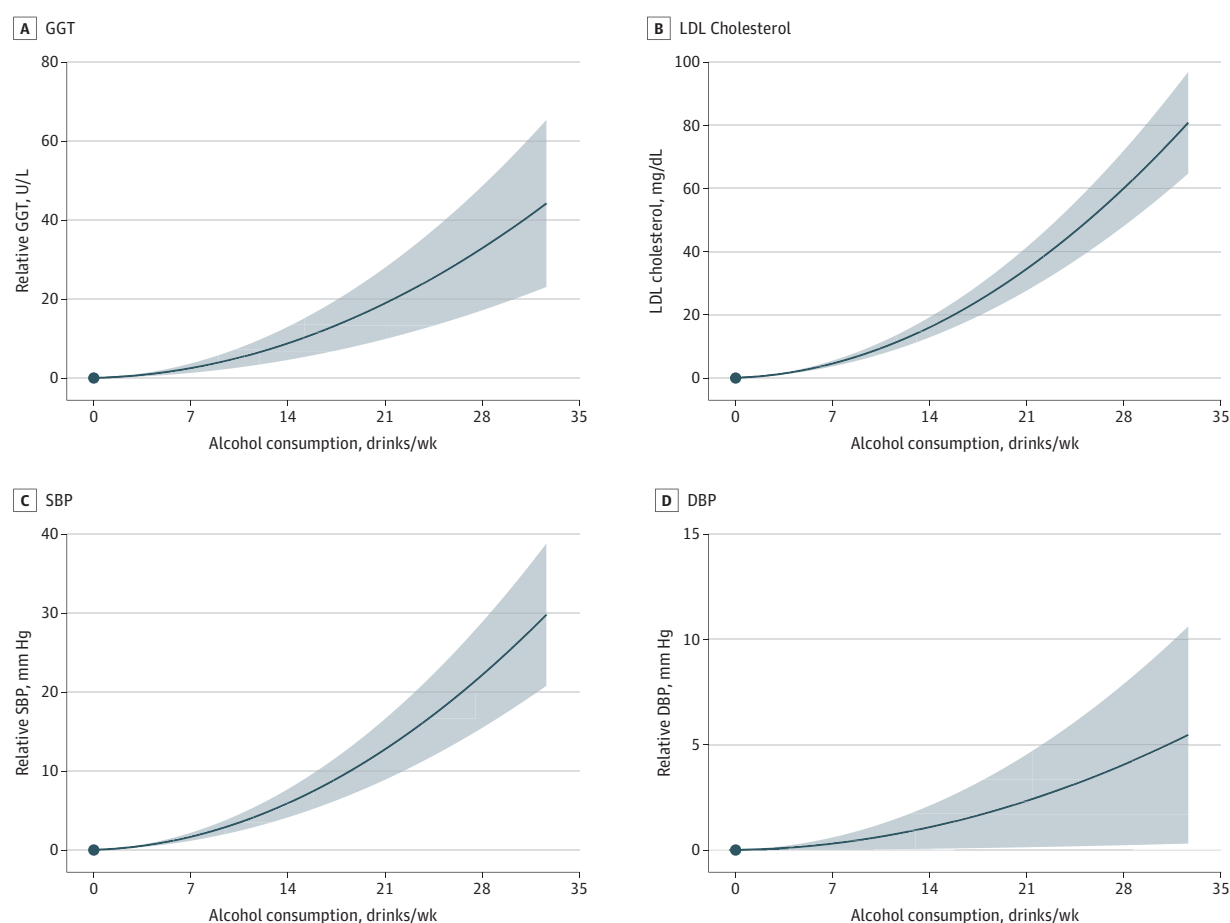 A GGT
80
60
40
20
0
Relative GGT, U/L
0 7 14 21 28 35
Alcohol consumption, drinks/wk
B LDL Cholesterol
100
80
60
40
20
0
LDL cholesterol, mg/dL
0 7 14 21 28 35
Alcohol consumption, drinks/wk
C SBP
40
30
20
10
0
Relative SBP, mm Hg
0 7 14 21 28 35
Alcohol consumption, drinks/wk
D DBP
15
10
5
0
Relative DBP, mm Hg
0 7 14 21 28 35
Alcohol consumption, drinks/wk